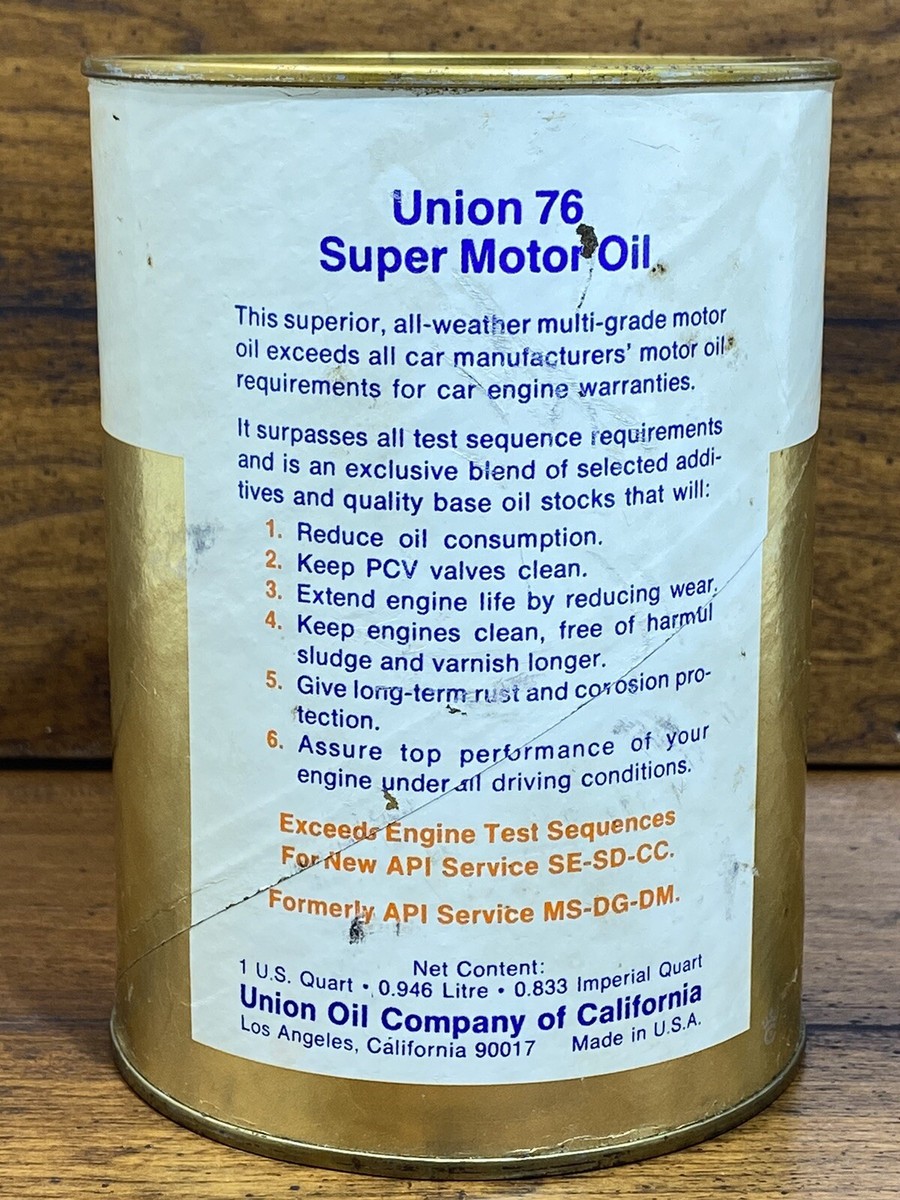 Union 76
Super Motor Oil
This superior, all-weather multi-grade motor
oil exceeds all car manufacturers' motor oil
requirements for car engine warranties.
It surpasses all test sequence requirements
and is an exclusive blend of selected addi-
tives and quality base oil stocks that will:
1. Reduce oil consumption.
2. Keep PCV valves clean.
3. Extend engine life by reducing wear.
4. Keep engines clean, free of harmful
sludge and varnish longer.
5. Give long-term rust and corrosion pro-
tection.
6. Assure top performance of your
engine under all driving conditions.
Exceeds Engine Test Sequences
For New API Service SE-SD-CC.
Formerly API Service MS-DG-DM.
Net Content:
1 U.S. Quart • 0.946 Litre • 0.833 Imperial Quart
Union Oil Company of California
Los Angeles, California 90017 Made in U.S.A.